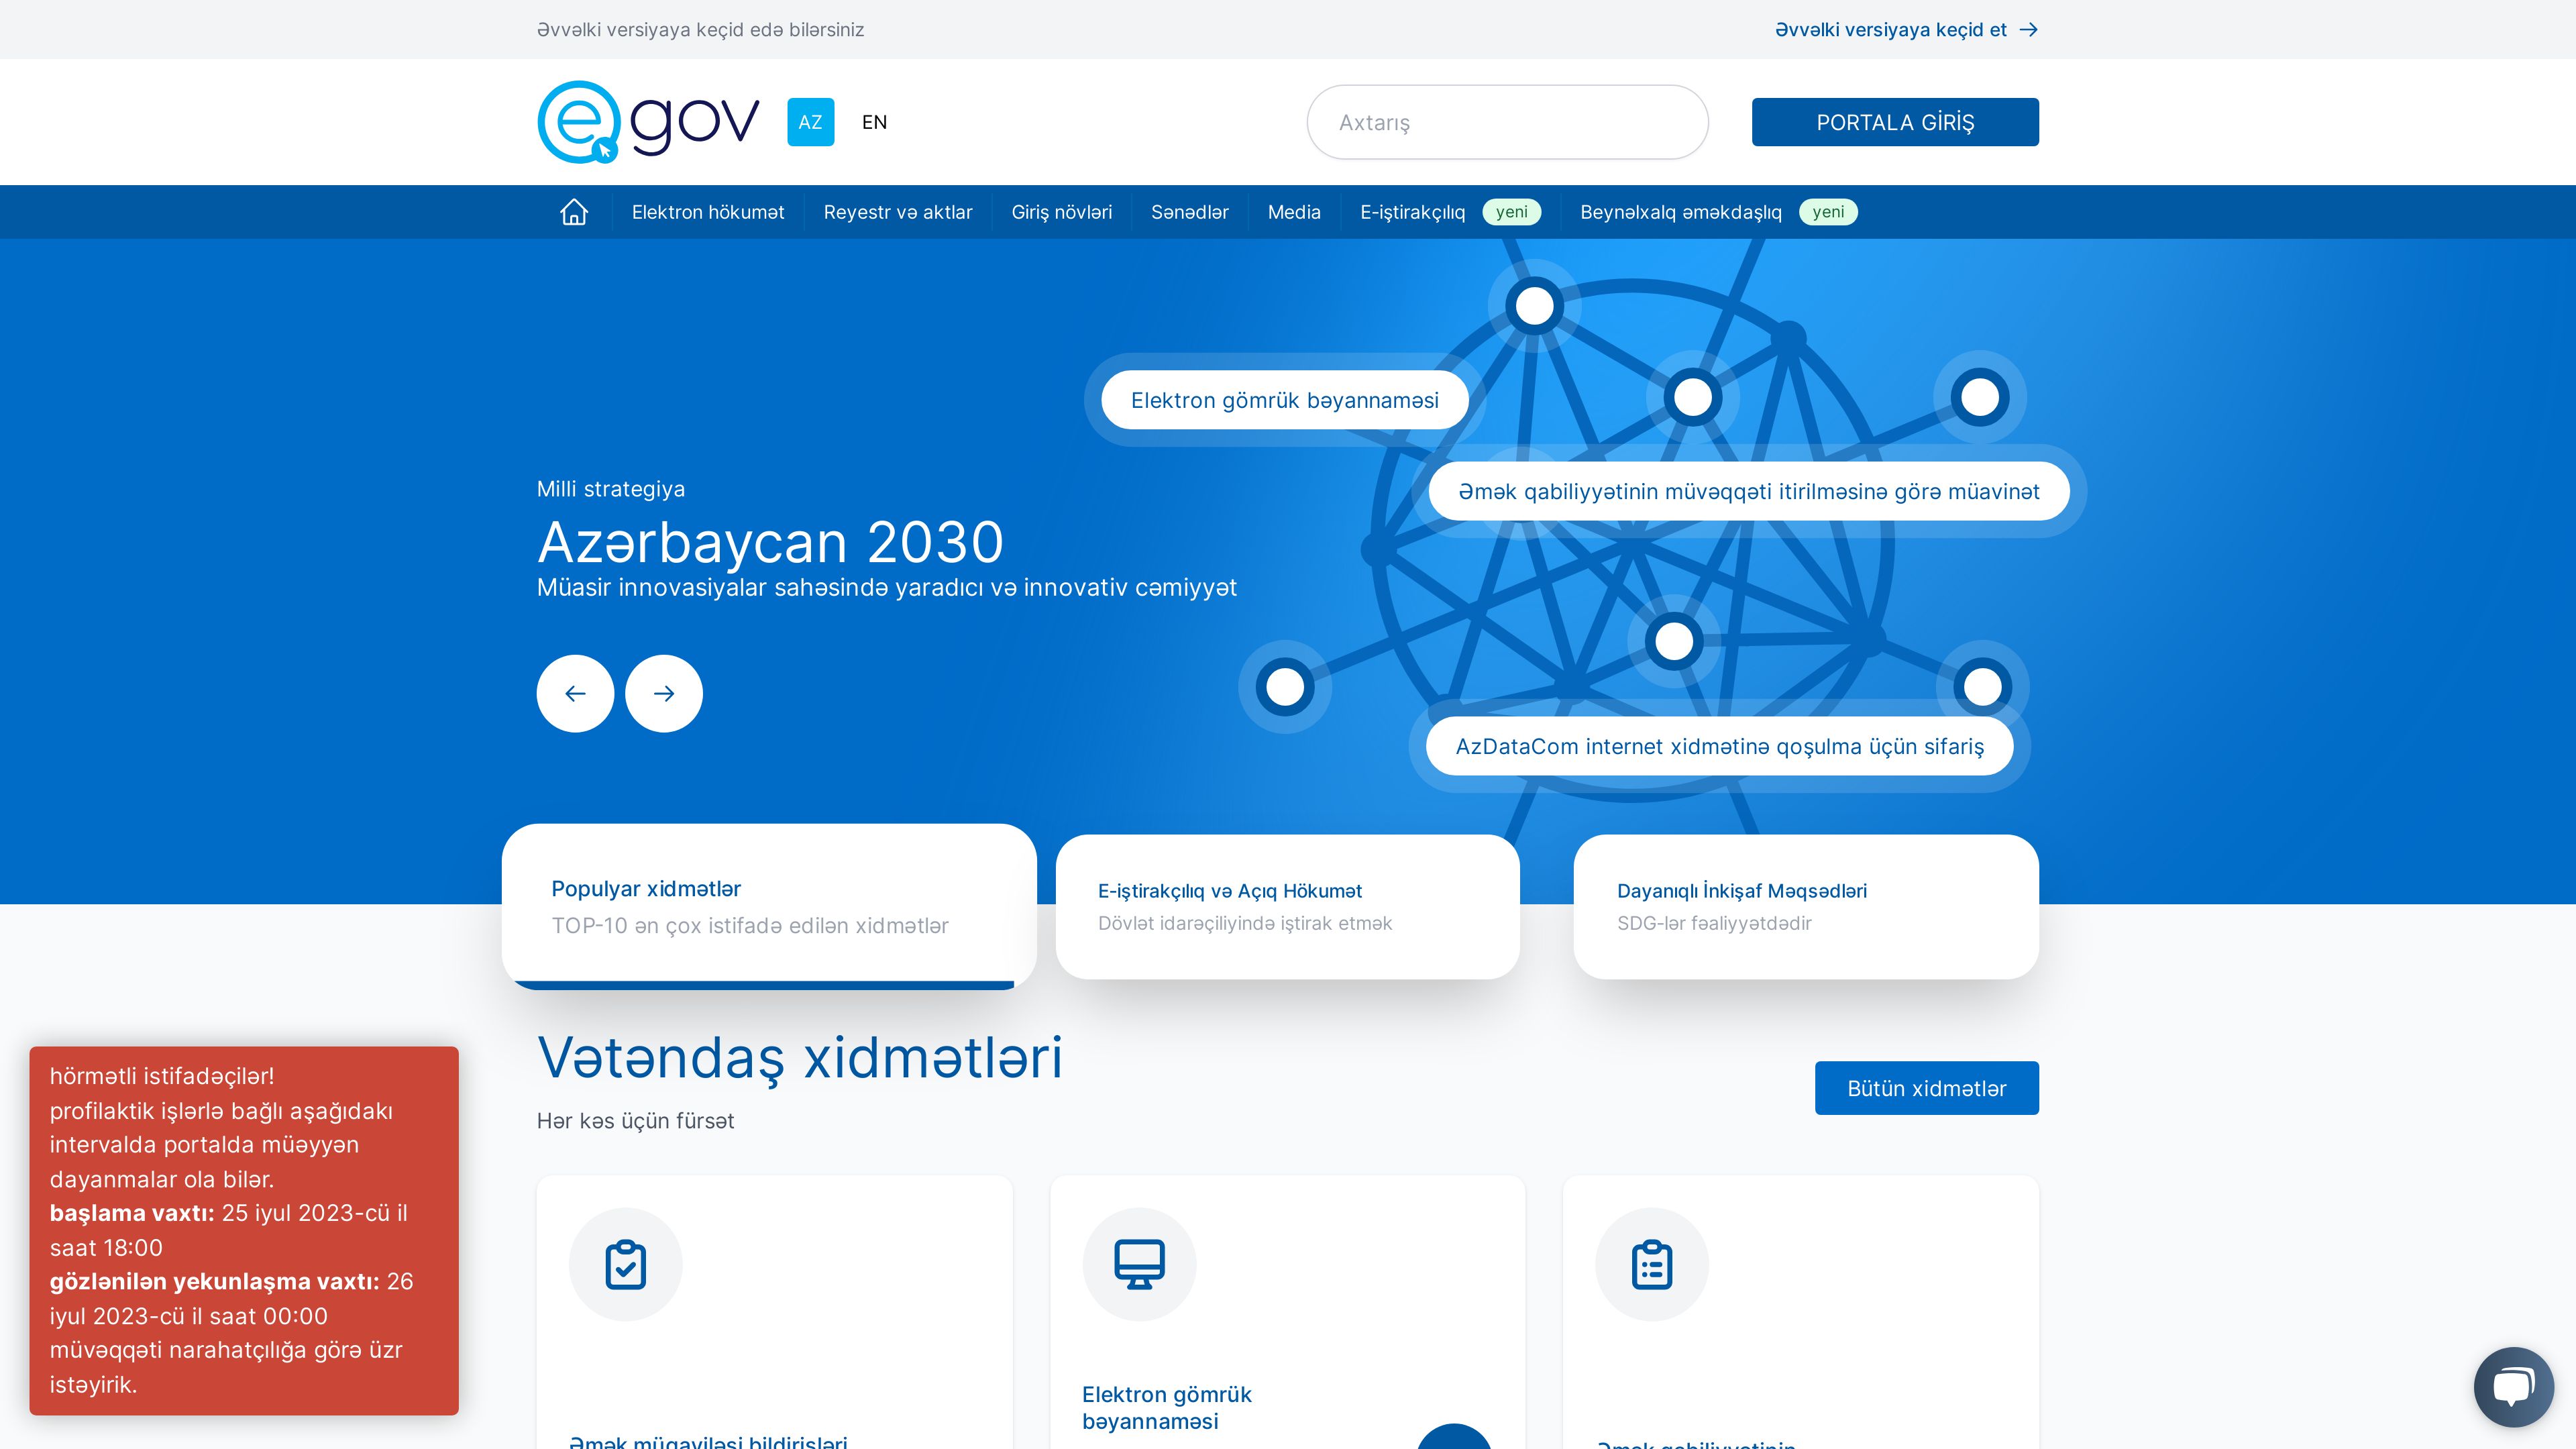 Əvvəlki versiyaya keçid edə bilərsiniz
Əvvəlki versiyaya keçid et
e gov
AZ
EN
Axtarış
PORTALA GİRİŞ
Elektron hökumət
Reyestr və aktlar
Giriş növləri
Sənədlər
Media
E-iştirakçılıq
yeni
Beynəlxalq əməkdaşlıq
yeni
Elektron gömrük bəyannaməsi
Əmək qabiliyyətinin müvəqqəti itirilməsinə görə müavinət
Milli strategiya
Azərbaycan 2030
Müasir innovasiyalar sahəsində yaradıcı və innovativ cəmiyyət
AzDataCom internet xidmətinə qoşulma üçün sifariş
Populyar xidmətlər
TOP-10 ən çox istifadə edilən xidmətlər
E-iştirakçılıq və Açıq Hökumət
Dövlət idarəçiliyində iştirak etmək
Dayanıqlı İnkişaf Məqsədləri
SDG-lər fəaliyyətdədir
Vətəndaş xidmətləri
Hər kəs üçün fürsət
Bütün xidmətlər
hörmətli istifadəçilər!
profilaktik işlərlə bağlı aşağıdakı
intervalda portalda müəyyən
dayanmalar ola bilər.
başlama vaxtı: 25 iyul 2023-cü il
saat 18:00
gözlənilən yekunlaşma vaxtı: 26
iyul 2023-cü il saat 00:00
müvəqqəti narahatçılığa görə üzr
istəyirik.
Əmək müqaviləsi bildirişləri
Elektron gömrük
bəyannaməsi
Əmək qabiliyyətinin